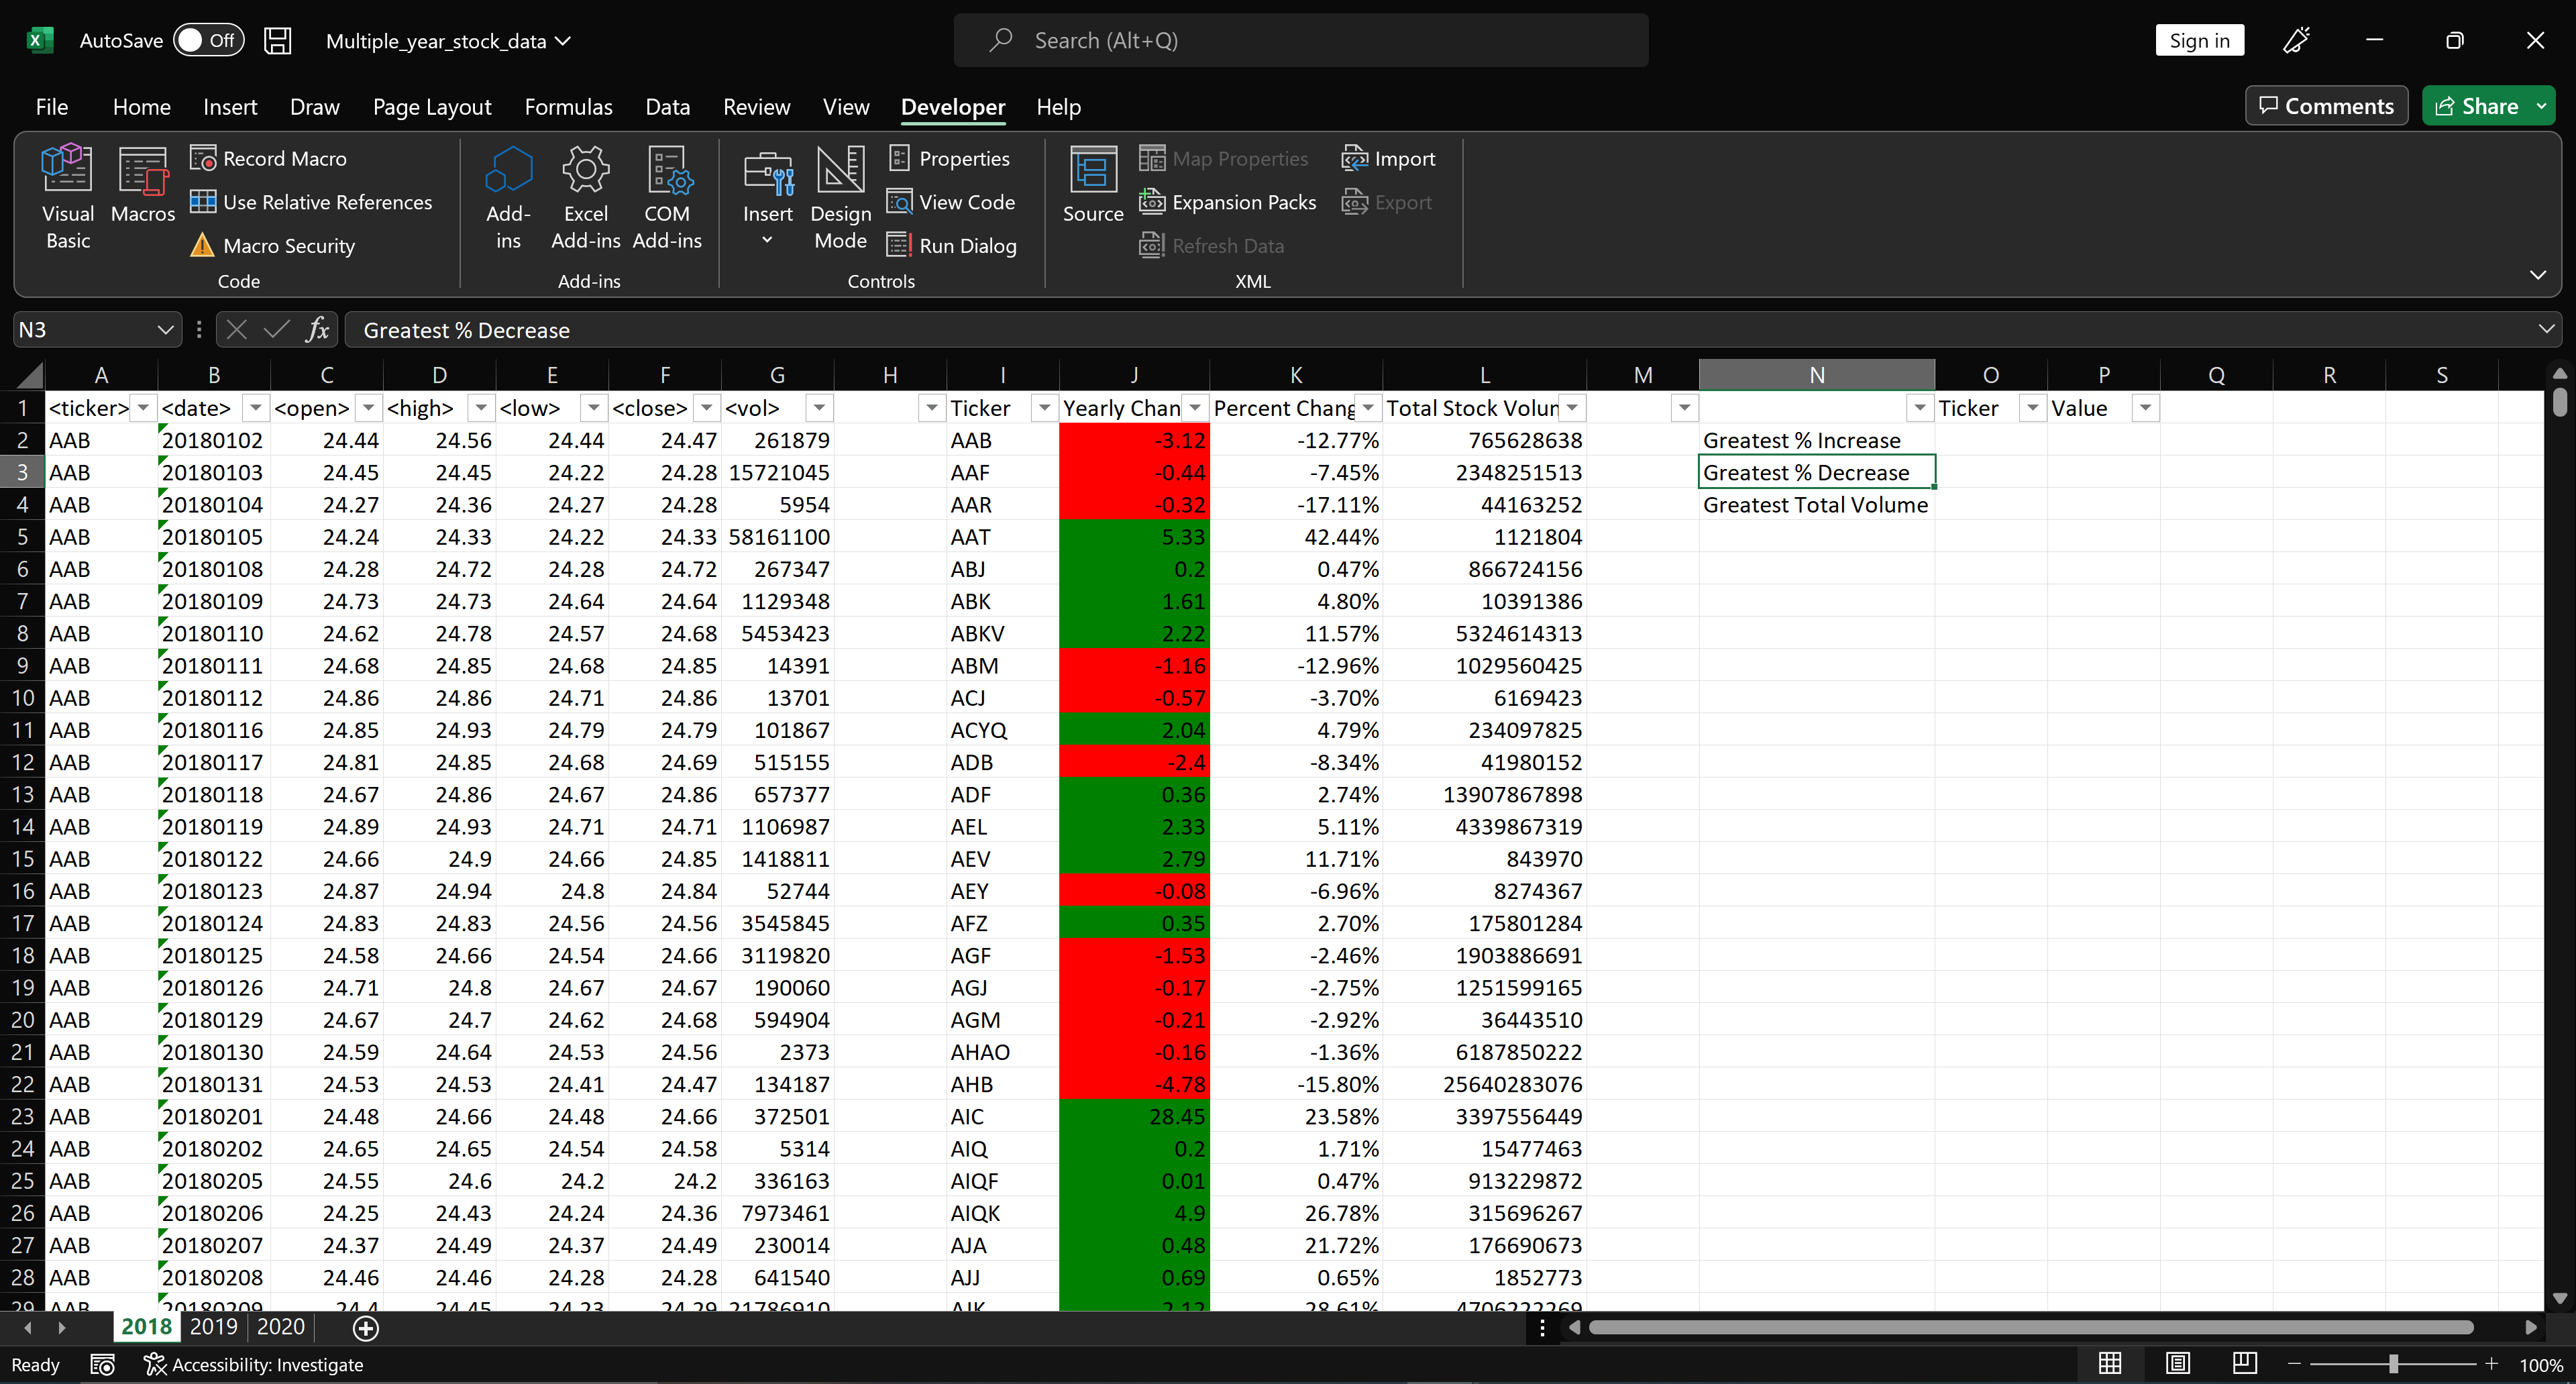 AutoSave Off Multiple_year_stock_data Search (Alt+Q) Sign in
File Home Insert Draw Page Layout Formulas Data Review View Developer Help Comments Share
Visual Basic
Macros
Record Macro
Use Relative References
Macro Security
Code
Add-ins
Excel Add-ins
COM Add-ins
Add-ins
Insert
Design Mode
Properties
View Code
Run Dialog
Controls
Source
Map Properties
Expansion Packs
Refresh Data
Import
Export
XML
N3 fx Greatest % Decrease
A B C D E F G H I J K L M N O P Q R S
1 <ticker> <date> <open> <high> <low> <close> <vol> Ticker Yearly Chan Percent Chang Total Stock Volun Ticker Value
2 AAB 20180102 24.44 24.56 24.44 24.47 261879 AAB -3.12 -12.77% 765628638 Greatest % Increase
3 AAB 20180103 24.45 24.45 24.22 24.28 15721045 AAF -0.44 -7.45% 2348251513 Greatest % Decrease
4 AAB 20180104 24.27 24.36 24.27 24.28 5954 AAR -0.32 -17.11% 44163252 Greatest Total Volume
5 AAB 20180105 24.24 24.33 24.22 24.33 58161100 AAT 5.33 42.44% 1121804
6 AAB 20180108 24.28 24.72 24.28 24.72 267347 ABJ 0.2 0.47% 866724156
7 AAB 20180109 24.73 24.73 24.64 24.64 1129348 ABK 1.61 4.80% 10391386
8 AAB 20180110 24.62 24.78 24.57 24.68 5453423 ABKV 2.22 11.57% 5324614313
9 AAB 20180111 24.68 24.85 24.68 24.85 14391 ABM -1.16 -12.96% 1029560425
10 AAB 20180112 24.86 24.86 24.71 24.86 13701 ACJ -0.57 -3.70% 6169423
11 AAB 20180116 24.85 24.93 24.79 24.79 101867 ACYQ 2.04 4.79% 234097825
12 AAB 20180117 24.81 24.85 24.68 24.69 515155 ADB -2.4 -8.34% 41980152
13 AAB 20180118 24.67 24.86 24.67 24.86 657377 ADF 0.36 2.74% 13907867898
14 AAB 20180119 24.89 24.93 24.71 24.71 1106987 AEL 2.33 5.11% 4339867319
15 AAB 20180122 24.66 24.9 24.66 24.85 1418811 AEV 2.79 11.71% 843970
16 AAB 20180123 24.87 24.94 24.8 24.84 52744 AEY -0.08 -6.96% 8274367
17 AAB 20180124 24.83 24.83 24.56 24.56 3545845 AFZ 0.35 2.70% 175801284
18 AAB 20180125 24.58 24.66 24.54 24.66 3119820 AGF -1.53 -2.46% 1903886691
19 AAB 20180126 24.71 24.8 24.67 24.67 190060 AGJ -0.17 -2.75% 1251599165
20 AAB 20180129 24.67 24.7 24.62 24.68 594904 AGM -0.21 -2.92% 36443510
21 AAB 20180130 24.59 24.64 24.53 24.56 2373 AHAO -0.16 -1.36% 6187850222
22 AAB 20180131 24.53 24.53 24.41 24.47 134187 AHB -4.78 -15.80% 25640283076
23 AAB 20180201 24.48 24.66 24.48 24.66 372501 AIC 28.45 23.58% 3397556449
24 AAB 20180202 24.65 24.65 24.54 24.58 5314 AIQ 0.2 1.71% 15477463
25 AAB 20180205 24.55 24.6 24.2 24.2 336163 AIQF 0.01 0.47% 913229872
26 AAB 20180206 24.25 24.43 24.24 24.36 7973461 AIQK 4.9 26.78% 315696267
27 AAB 20180207 24.37 24.49 24.37 24.49 230014 AJA 0.48 21.72% 176690673
28 AAB 20180208 24.46 24.46 24.28 24.28 641540 AJJ 0.69 0.65% 1852773
29 AAB 20180209 24.4 24.45 24.23 24.29 21786910 AJK 2.12 28.61% 4706222269
2018 2019 2020
Ready Accessibility: Investigate 100%